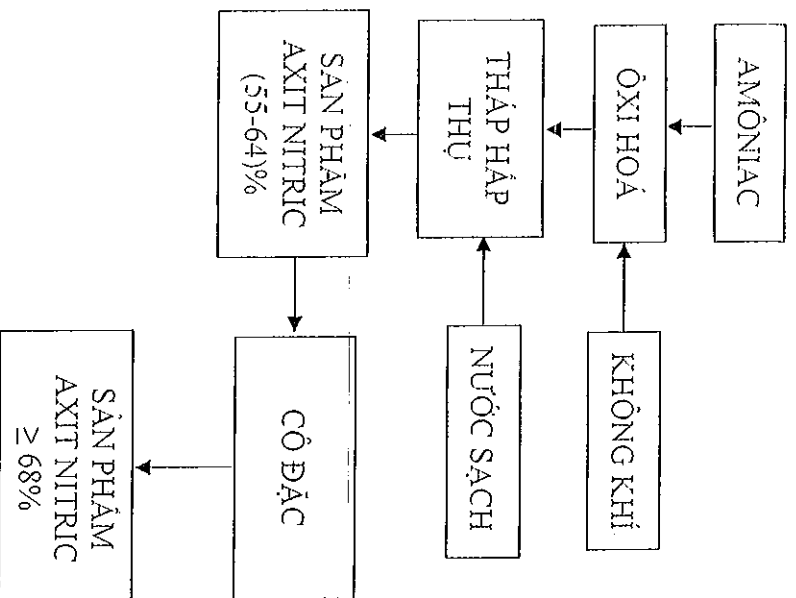 AMÔNIAC
ÔXI HOÁ
KHÔNG KHÍ
THÁP HẤP
THỤ
NƯỚC SẠCH
SẢN PHẨM
AXIT NITRIC
(55-64)%
CÔ ĐẶC
SẢN PHẨM
AXIT NITRIC
≥ 68%